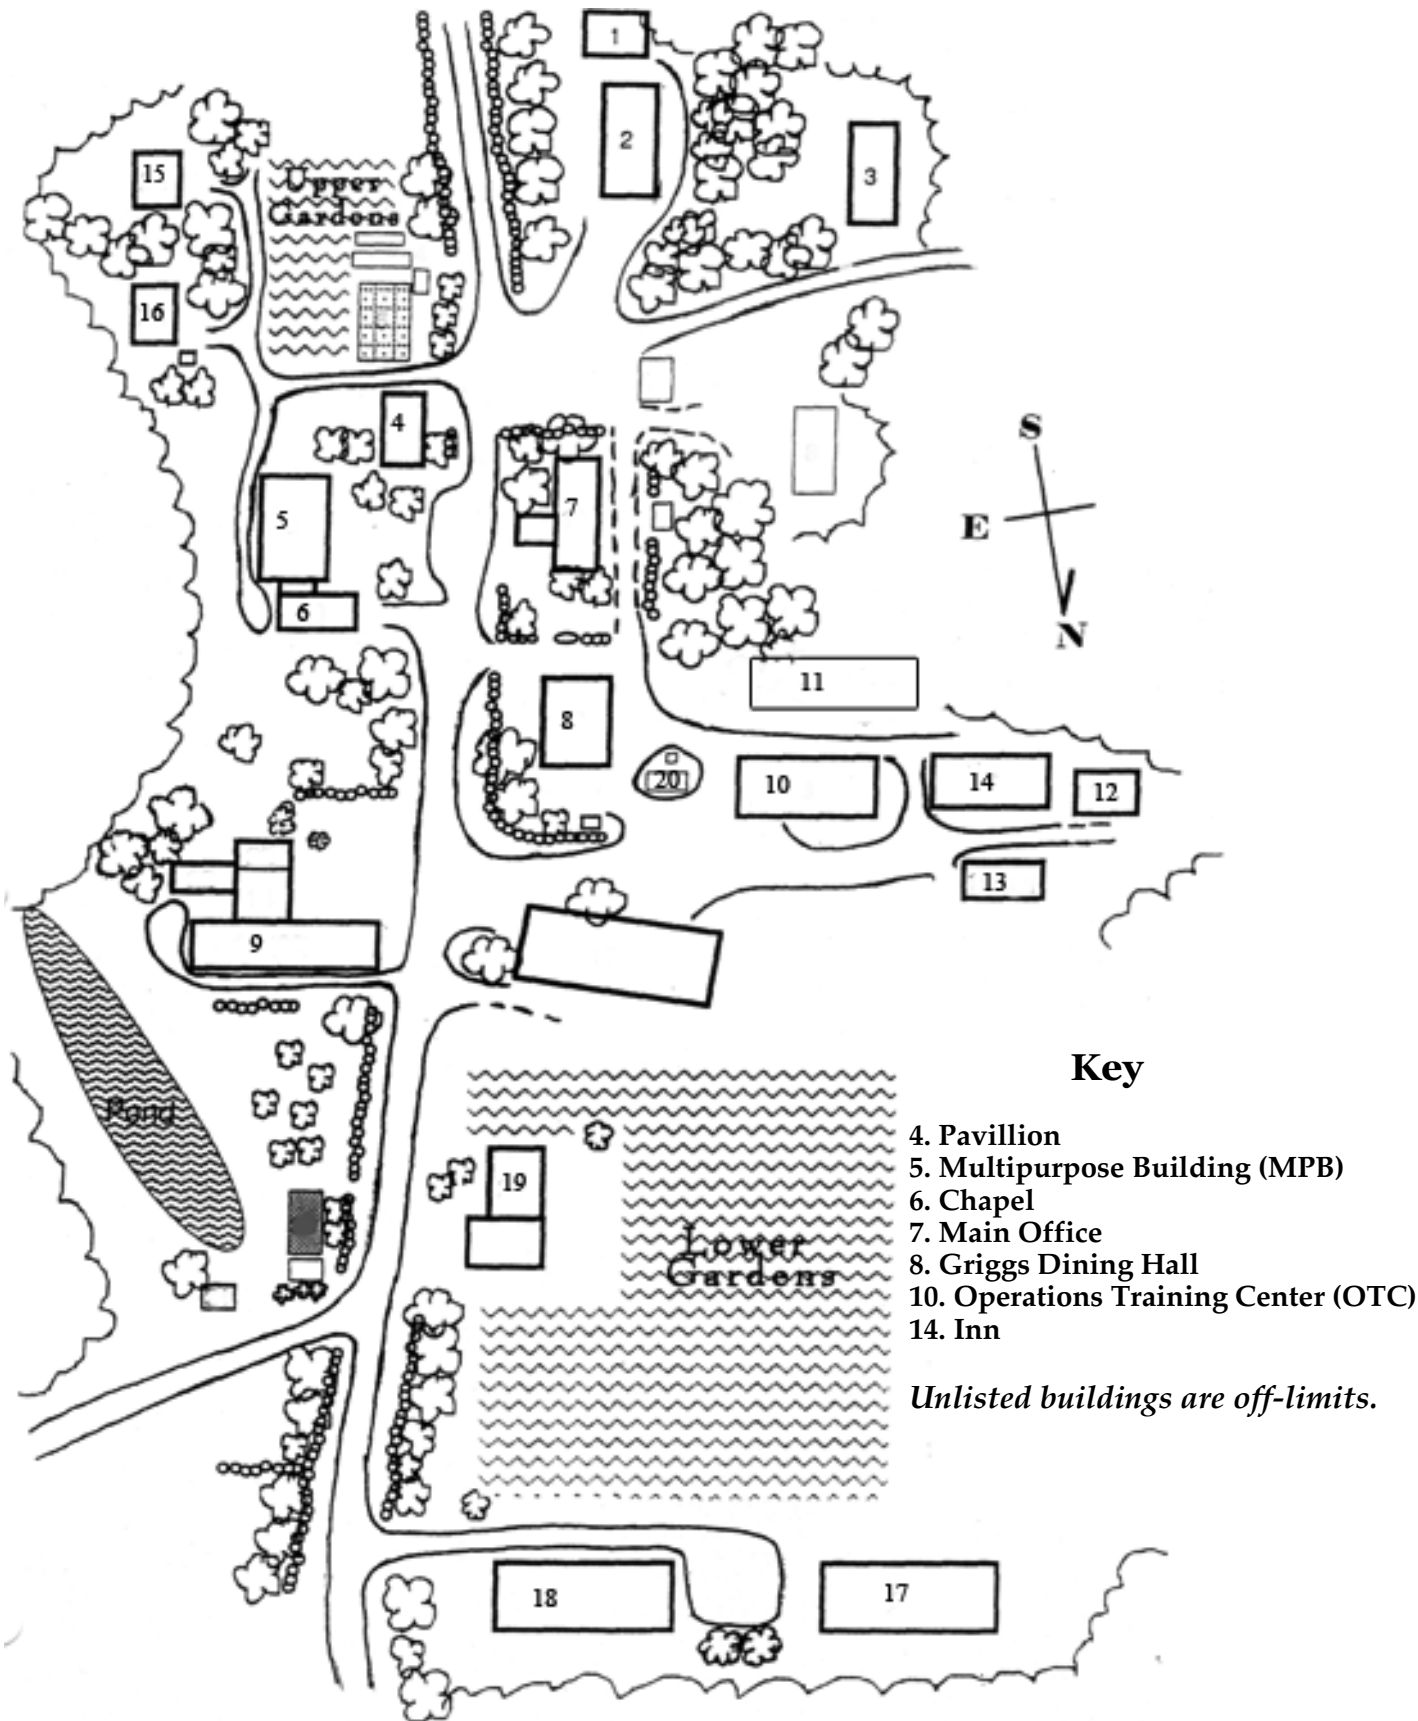 1
2
3
15
Upper
Gardens
16
4
S
E
N
5
7
6
11
8
20
10
14
12
13
9
Key
Pond
4. Pavillion
5. Multipurpose Building (MPB)
6. Chapel
7. Main Office
8. Griggs Dining Hall
10. Operations Training Center (OTC)
14. Inn
Unlisted buildings are off-limits.
19
Lower
Gardens
18
17